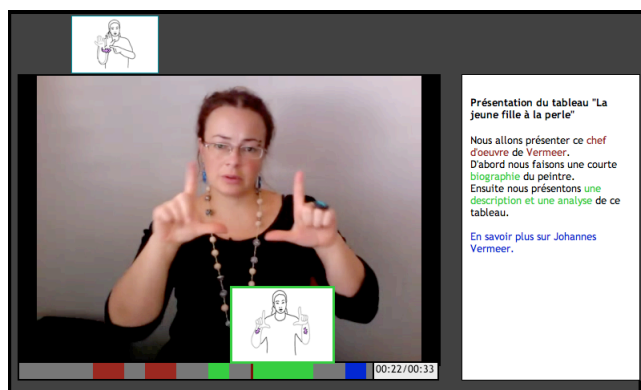 Présentation du tableau "La
jeune fille à la perle"
Nous allons présenter ce chef
d'oeuvre de Vermeer.
D'abord nous faisons une courte
biographie du peintre.
Ensuite nous présentons une
description et une analyse de ce
tableau.
En savoir plus sur Johannes
Vermeer.
00:22/00:33